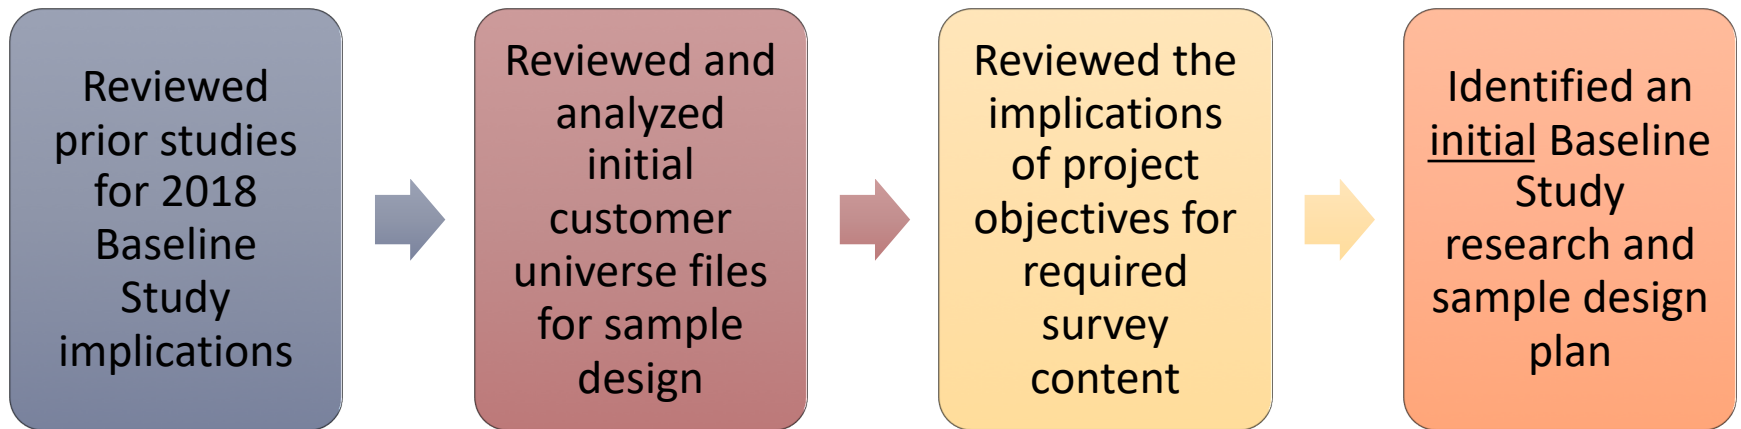 Reviewed
prior studies
for 2018
Baseline
Study
implications
Reviewed and
analyzed
initial
customer
universe files
for sample
design
Reviewed the
implications
of project
objectives for
required
survey
content
Identified an
initial Baseline
Study
research and
sample design
plan